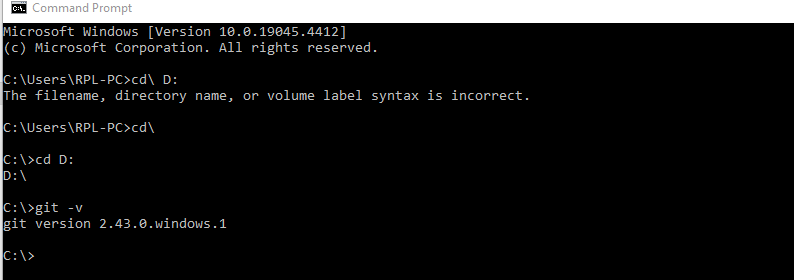 Command Prompt
Microsoft Windows [Version 10.0.19045.4412]
(c) Microsoft Corporation. All rights reserved.
C:\Users\RPL-PC>cd\ D:
The filename, directory name, or volume label syntax is incorrect.
C:\Users\RPL-PC>cd\
C:\>cd D:
D:\
C:\>git -v
git version 2.43.0.windows.1
C:\>